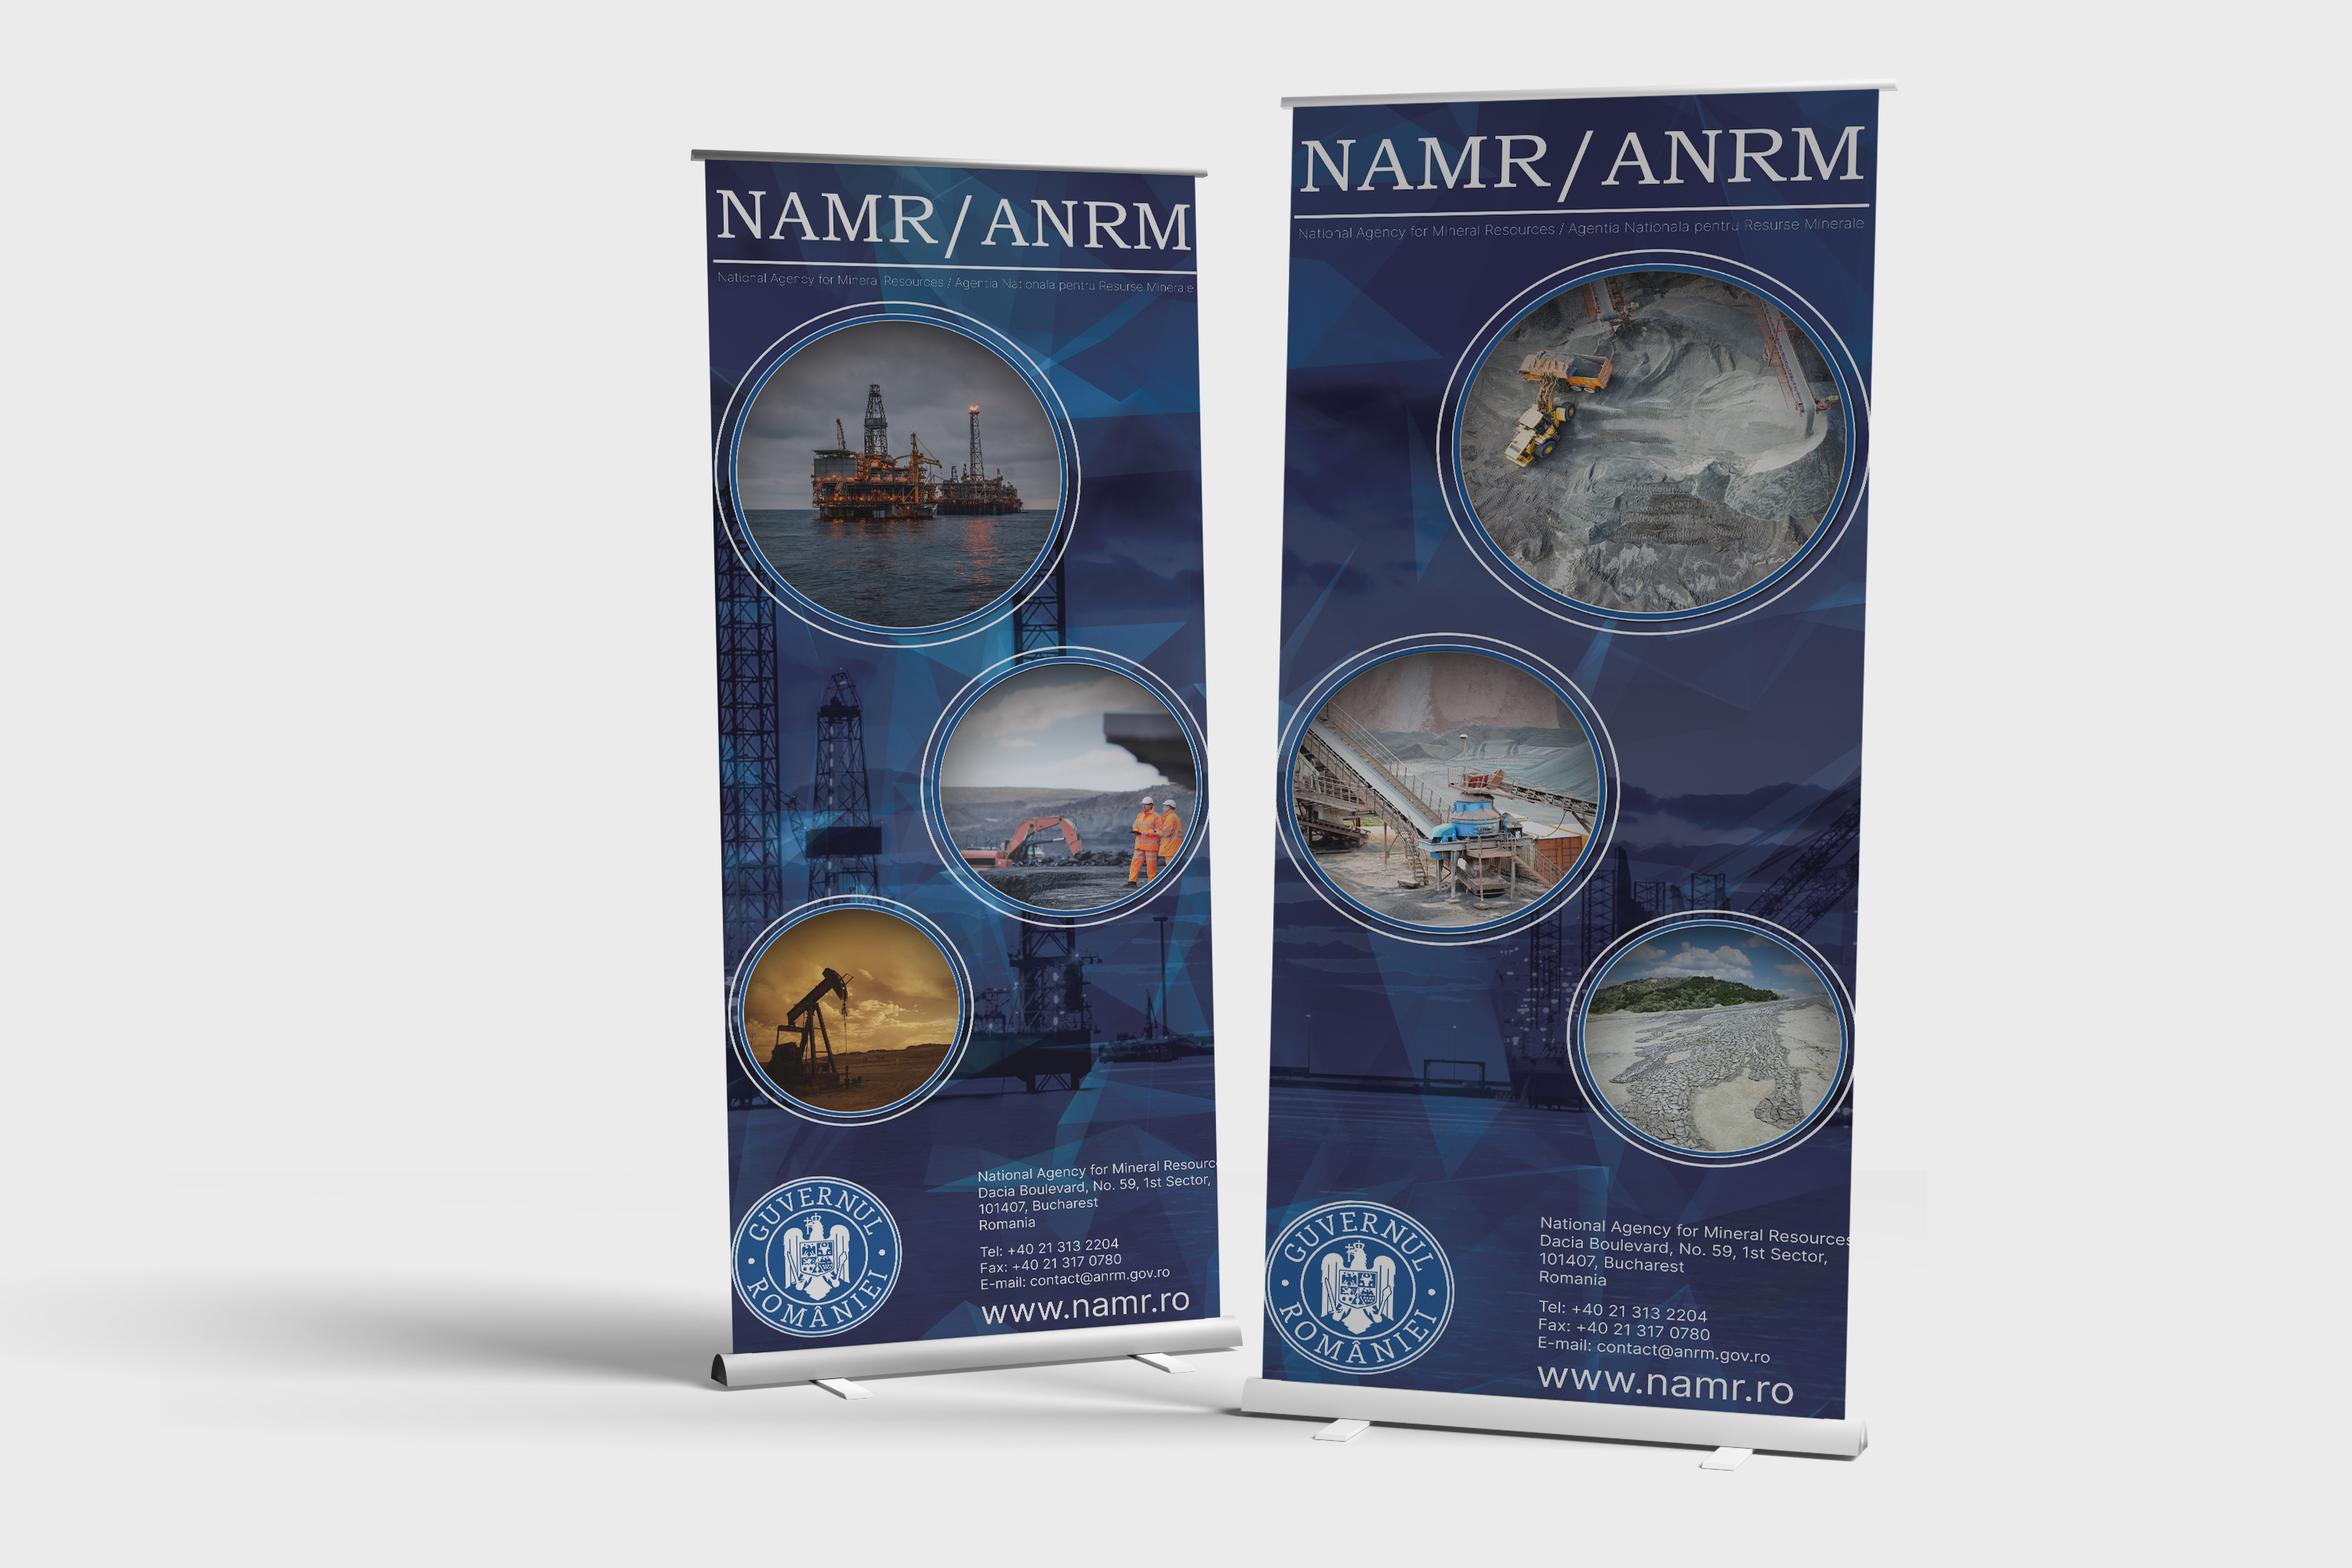 NAMR/ANRM
National Agency for Mineral Resources / Agentia Nationala pentru Resurse Minerale
National Agency for Mineral Resourc
Dacia Boulevard, No. 59, 1st Sector,
101407, Bucharest
Romania
Tel: +40 21 313 2204
Fax: +40 21 317 0780
E-mail: contact@anrm.gov.ro
www.namr.ro
GUVERNUL
ROMÂNIEI
NAMR/ANRM
National Agency for Mineral Resources / Agentia Nationala pentru Resurse Minerale
National Agency for Mineral Resources
Dacia Boulevard, No. 59, 1st Sector,
101407, Bucharest
Romania
Tel: +40 21 313 2204
Fax: +40 21 317 0780
E-mail: contact@anrm.gov.ro
www.namr.ro
GUVERNUL
ROMÂNIEI